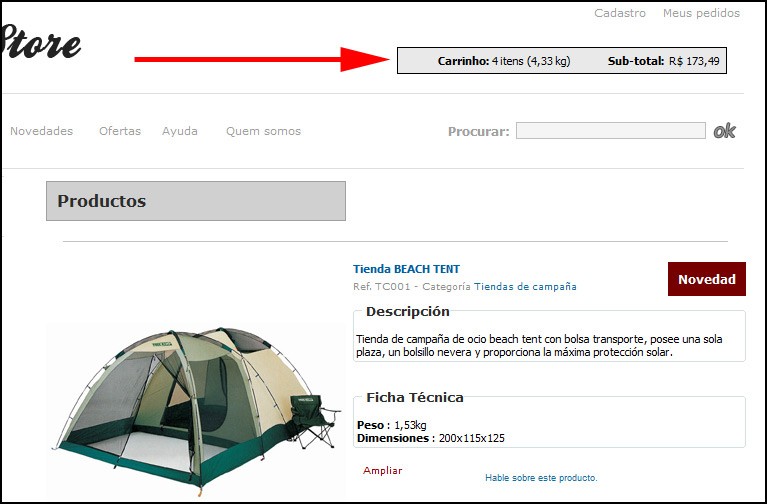 Cadastro Meus pedidos
Store
Carrinho: 4 itens (4,33 kg) Sub-total: R$ 173,49
Novedades Ofertas Ayuda Quem somos Procurar: ok
Productos
Tienda BEACH TENT
Novedad
Ref. TC001 - Categoría Tiendas de campaña
Descripción
Tienda de campaña de ocio beach tent con bolsa transporte, posee una sola
plaza, un bolsillo nevera y proporciona la máxima protección solar.
Ficha Técnica
Peso : 1,53kg
Dimensiones : 200x115x125
Ampliar Hable sobre este producto.